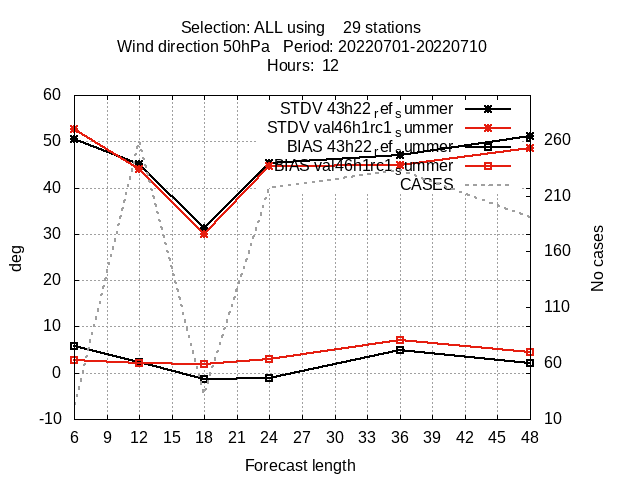 Selection: ALL using    29 stations
Wind direction 50hPa   Period: 20220701-20220710
Hours:  12
STDV 43h22_ref_summer
STDV val46h1rc1_summer
BIAS 43h22_ref_summer
BIAS val46h1rc1_summer
CASES
60
50
40
30
20
10
0
-10
deg
260
210
160
110
60
10
No cases
6 9 12 15 18 21 24 27 30 33 36 39 42 45 48
Forecast length